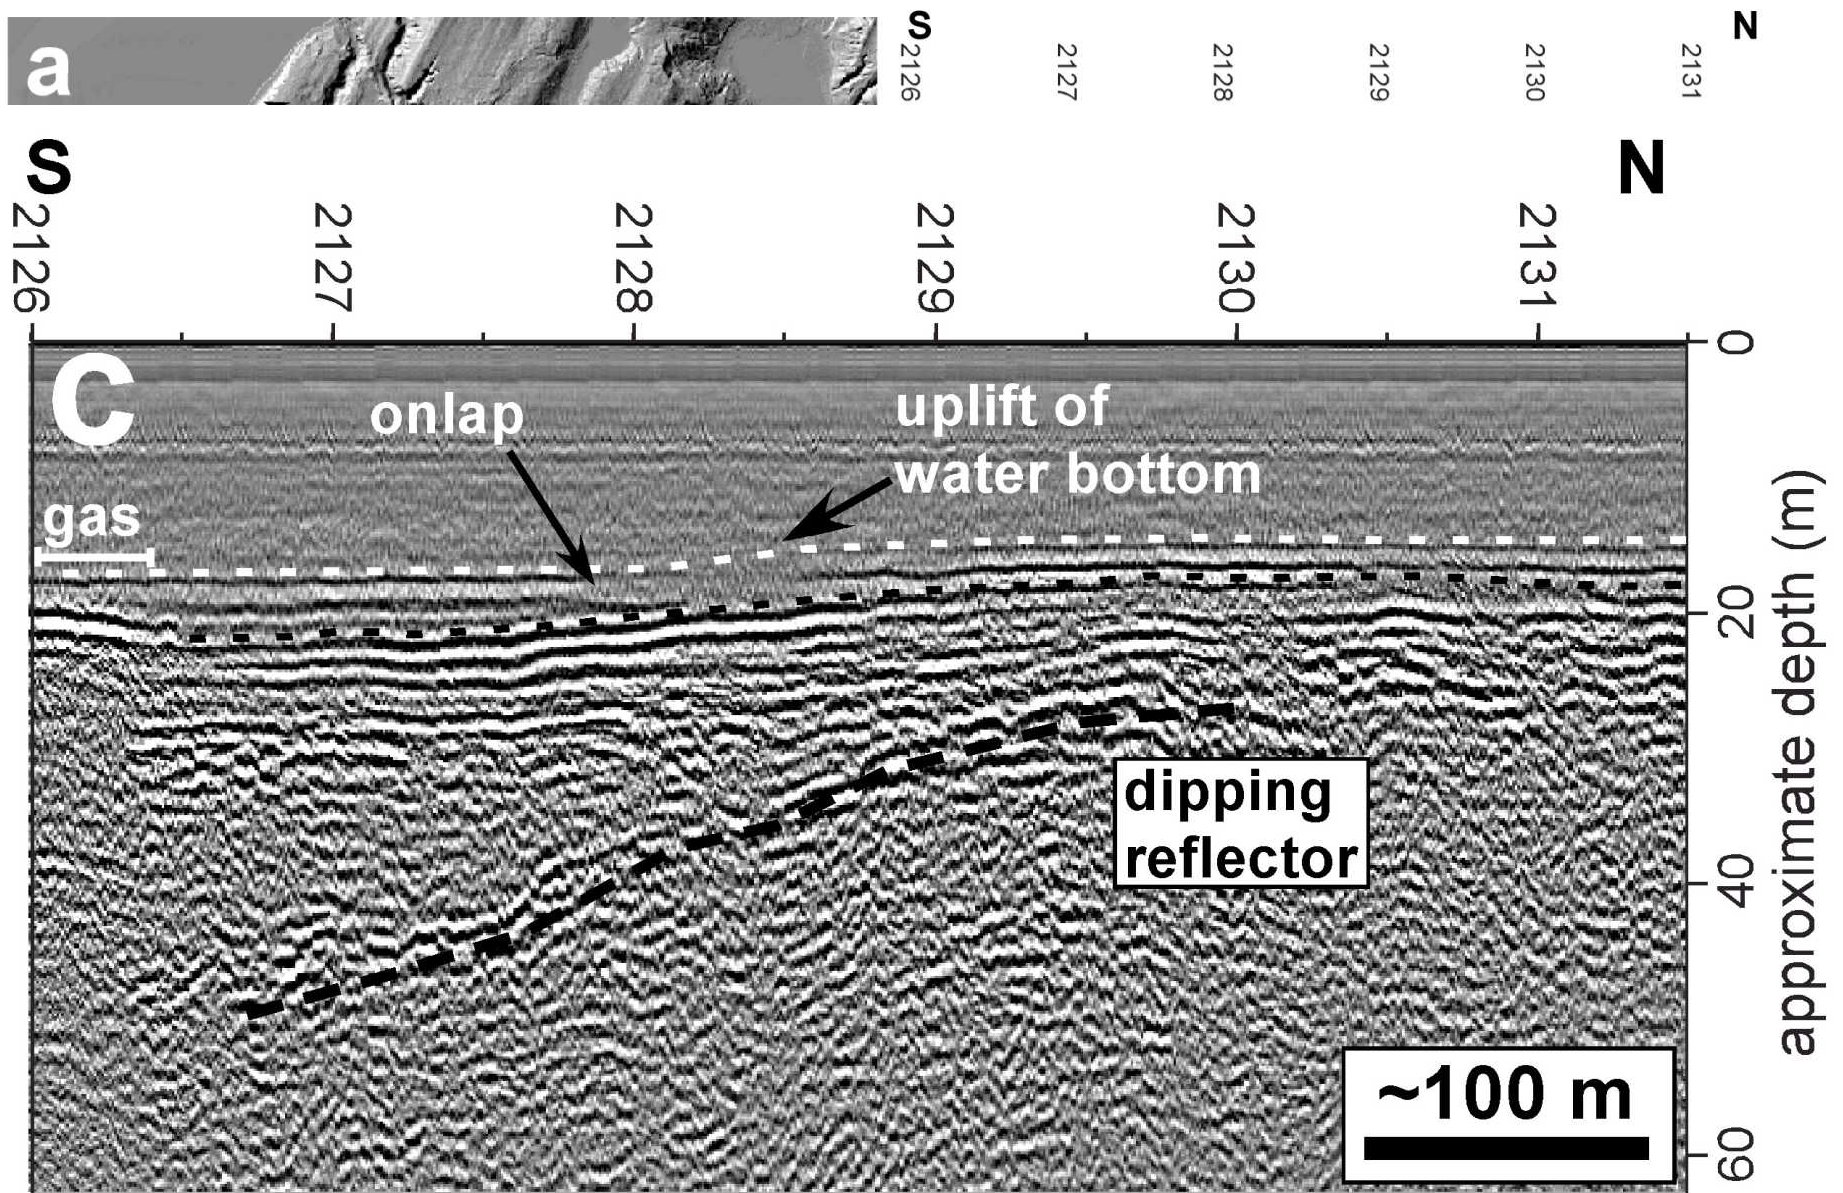 a
S N
2126 2127 2128 2129 2130 2131
S N
2126 2127 2128 2129 2130 2131
0
C
onlap
uplift of
water bottom
gas
20
dipping
reflector
40
approximate depth (m)
~100 m
60